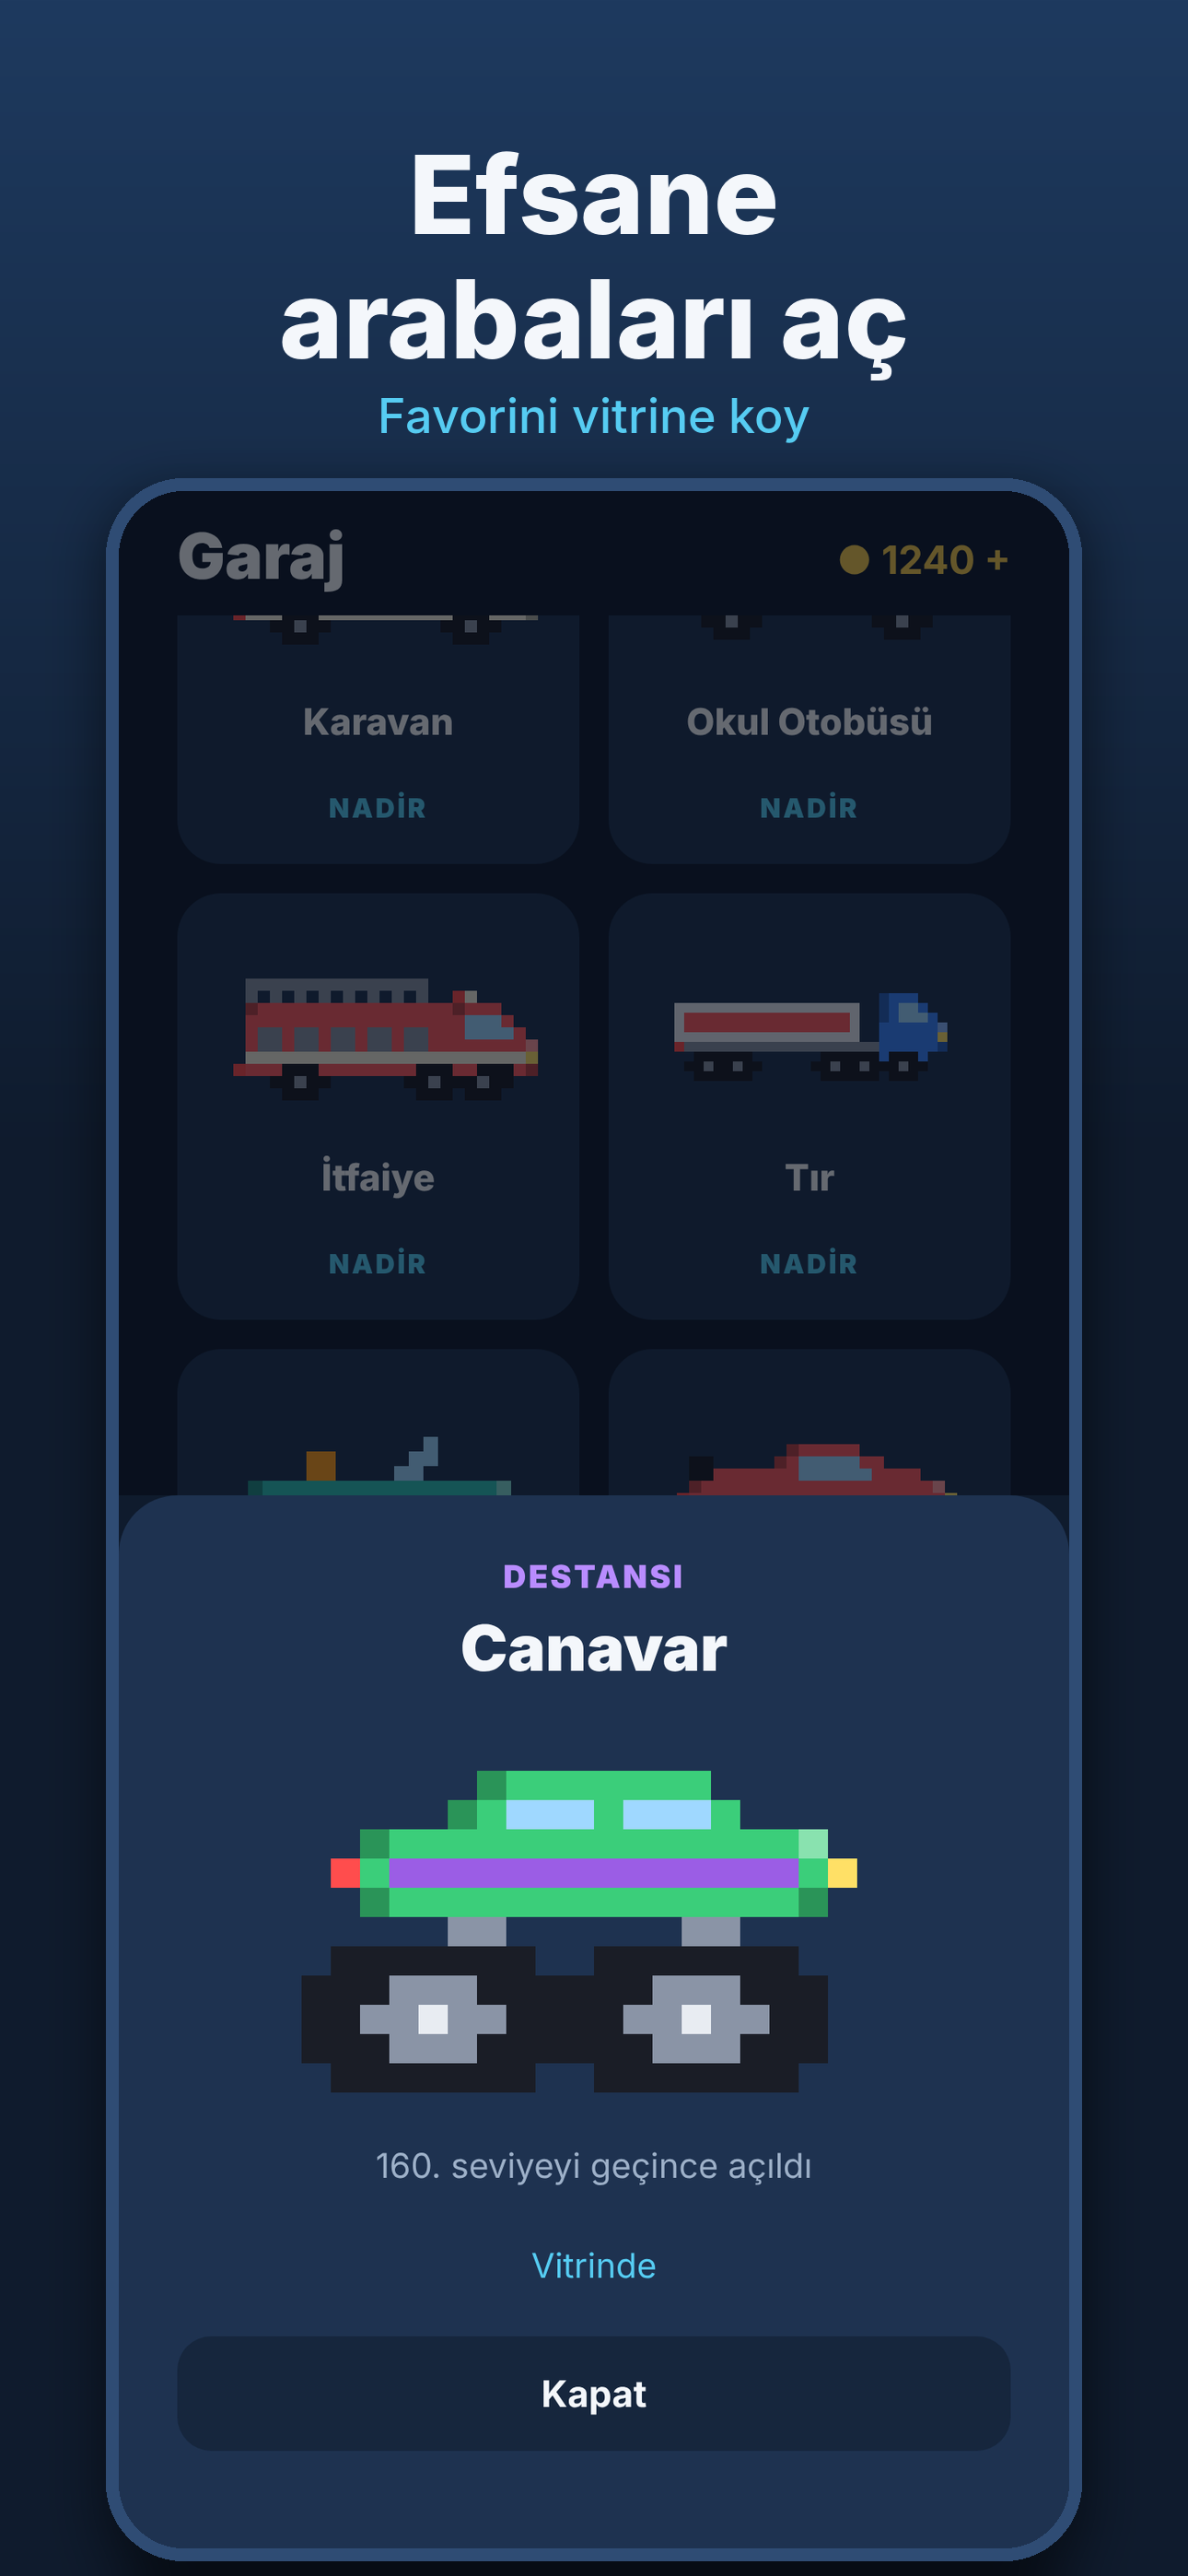 Efsane
arabaları aç
Favorini vitrine koy
Garaj
1240 +
Karavan
Okul Otobüsü
NADİR
NADİR
İtfaiye
Tır
NADİR
NADİR
DESTANSI
Canavar
160. seviyeyi geçince açıldı
Vitrinde
Kapat